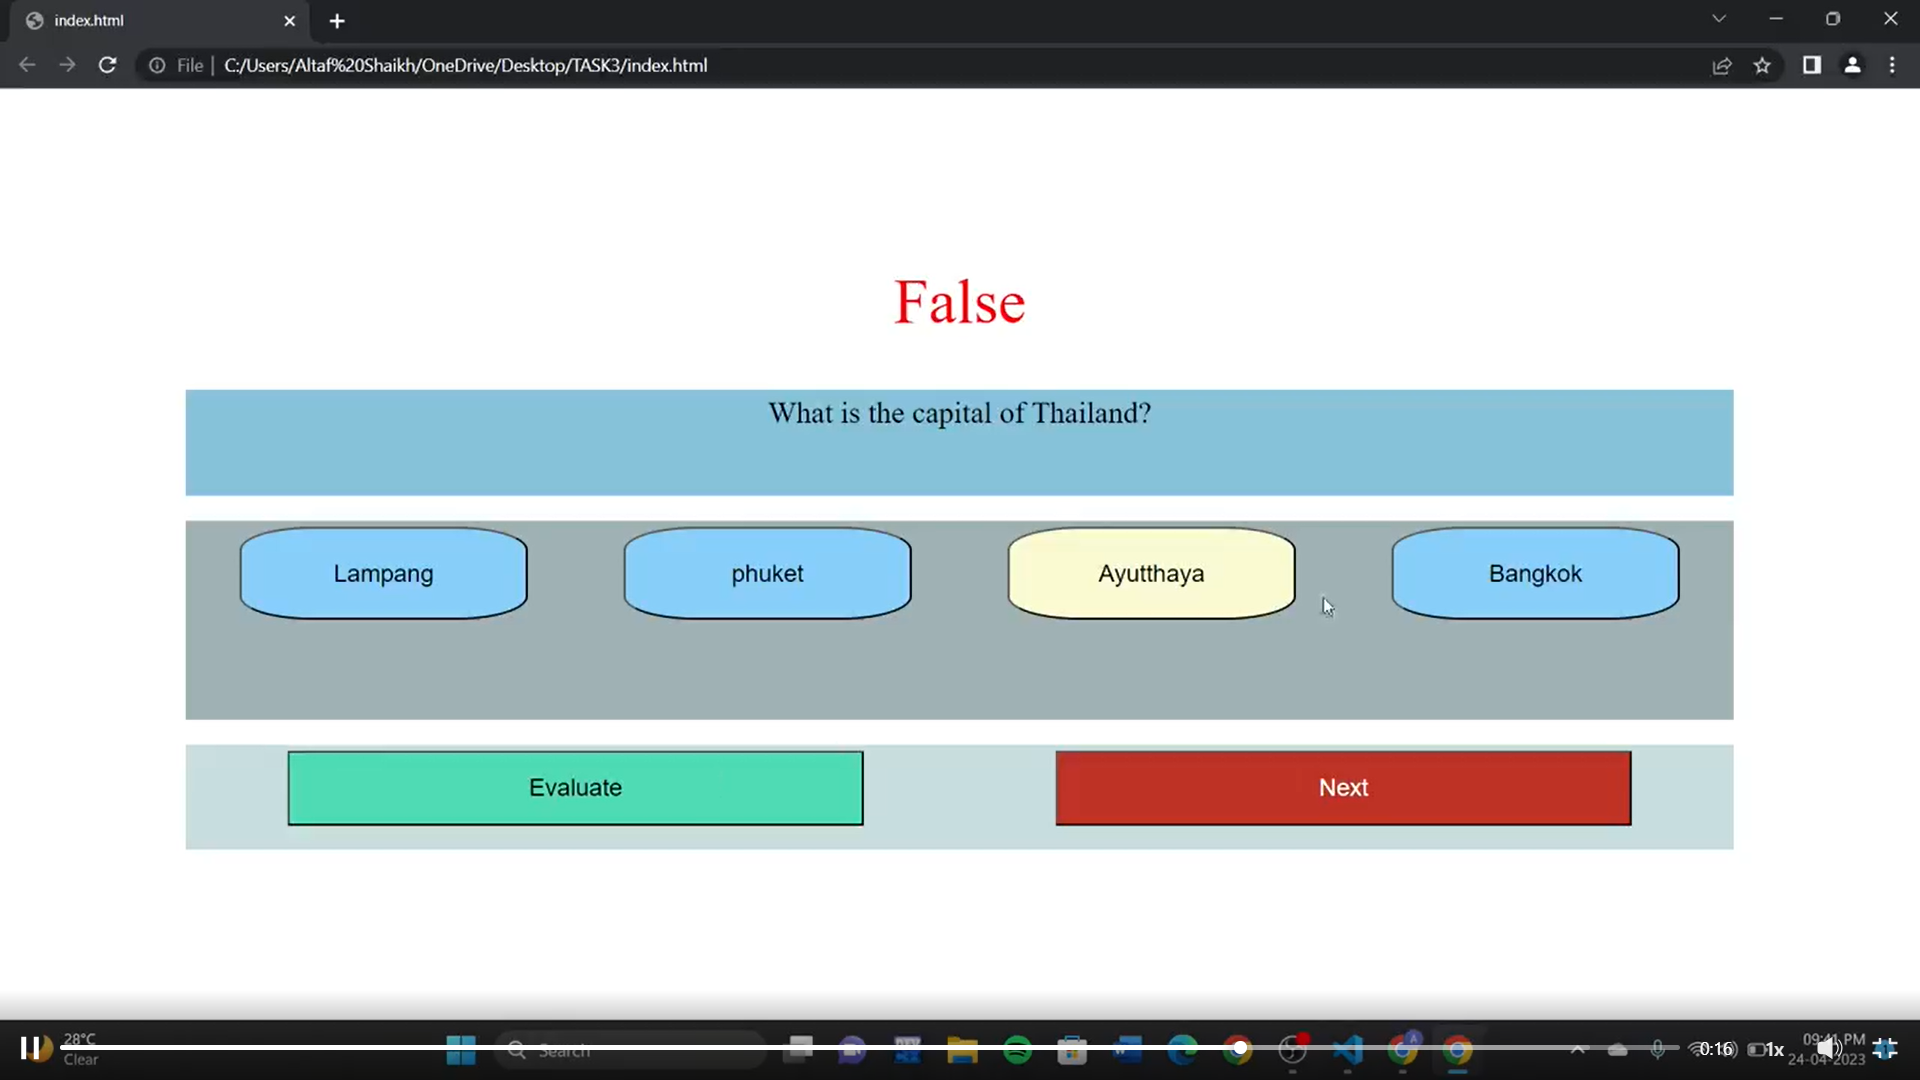 index.html
File | C:/Users/Altaf%20Shaikh/OneDrive/Desktop/TASK3/index.html
False
What is the capital of Thailand?
Lampang
phuket
Ayutthaya
Bangkok
Evaluate
Next
28°C
Clear
Search
0:16
1x
09:41 PM
24-04-2023